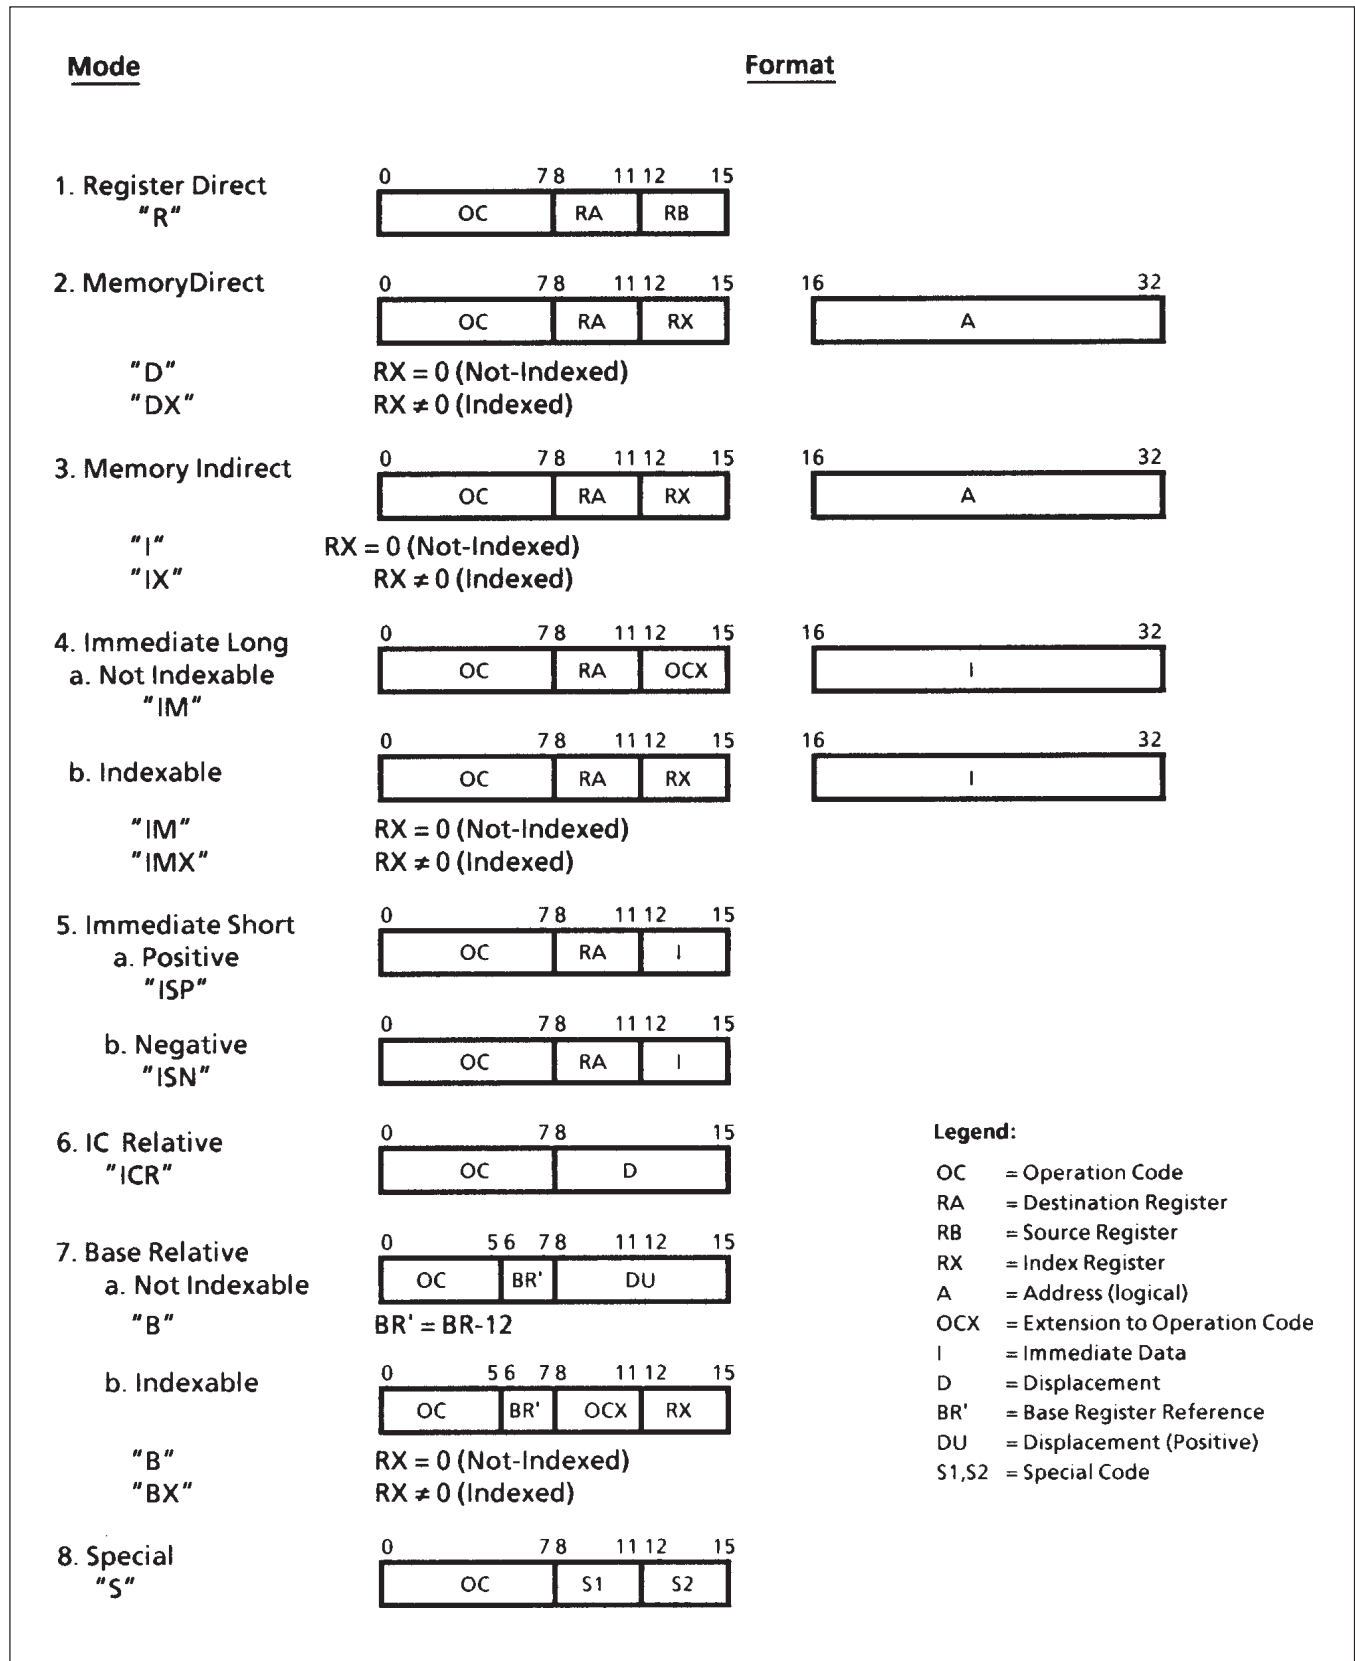 Mode Format
1. Register Direct
"R"
0 7 8 11 12 15
OC RA RB
2. MemoryDirect
0 7 8 11 12 15 16 32
OC RA RX A
"D" RX = 0 (Not-Indexed)
"DX" RX ≠ 0 (Indexed)
3. Memory Indirect
0 7 8 11 12 15 16 32
OC RA RX A
"I" RX = 0 (Not-Indexed)
"IX" RX ≠ 0 (Indexed)
4. Immediate Long
a. Not Indexable
"IM"
0 7 8 11 12 15 16 32
OC RA OCX I
b. Indexable
0 7 8 11 12 15 16 32
OC RA RX I
"IM" RX = 0 (Not-Indexed)
"IMX" RX ≠ 0 (Indexed)
5. Immediate Short
a. Positive
"ISP"
0 7 8 11 12 15
OC RA I
b. Negative
"ISN"
0 7 8 11 12 15
OC RA I
6. IC Relative
"ICR"
0 7 8 15
OC D
7. Base Relative
a. Not Indexable
0 5 6 7 8 11 12 15
OC BR' DU
"B" BR' = BR-12
b. Indexable
0 5 6 7 8 11 12 15
OC BR' OCX RX
"B" RX = 0 (Not-Indexed)
"BX" RX ≠ 0 (Indexed)
8. Special
"S"
0 7 8 11 12 15
OC S1 S2
Legend:
OC = Operation Code
RA = Destination Register
RB = Source Register
RX = Index Register
A = Address (logical)
OCX = Extension to Operation Code
I = Immediate Data
D = Displacement
BR' = Base Register Reference
DU = Displacement (Positive)
S1,S2 = Special Code